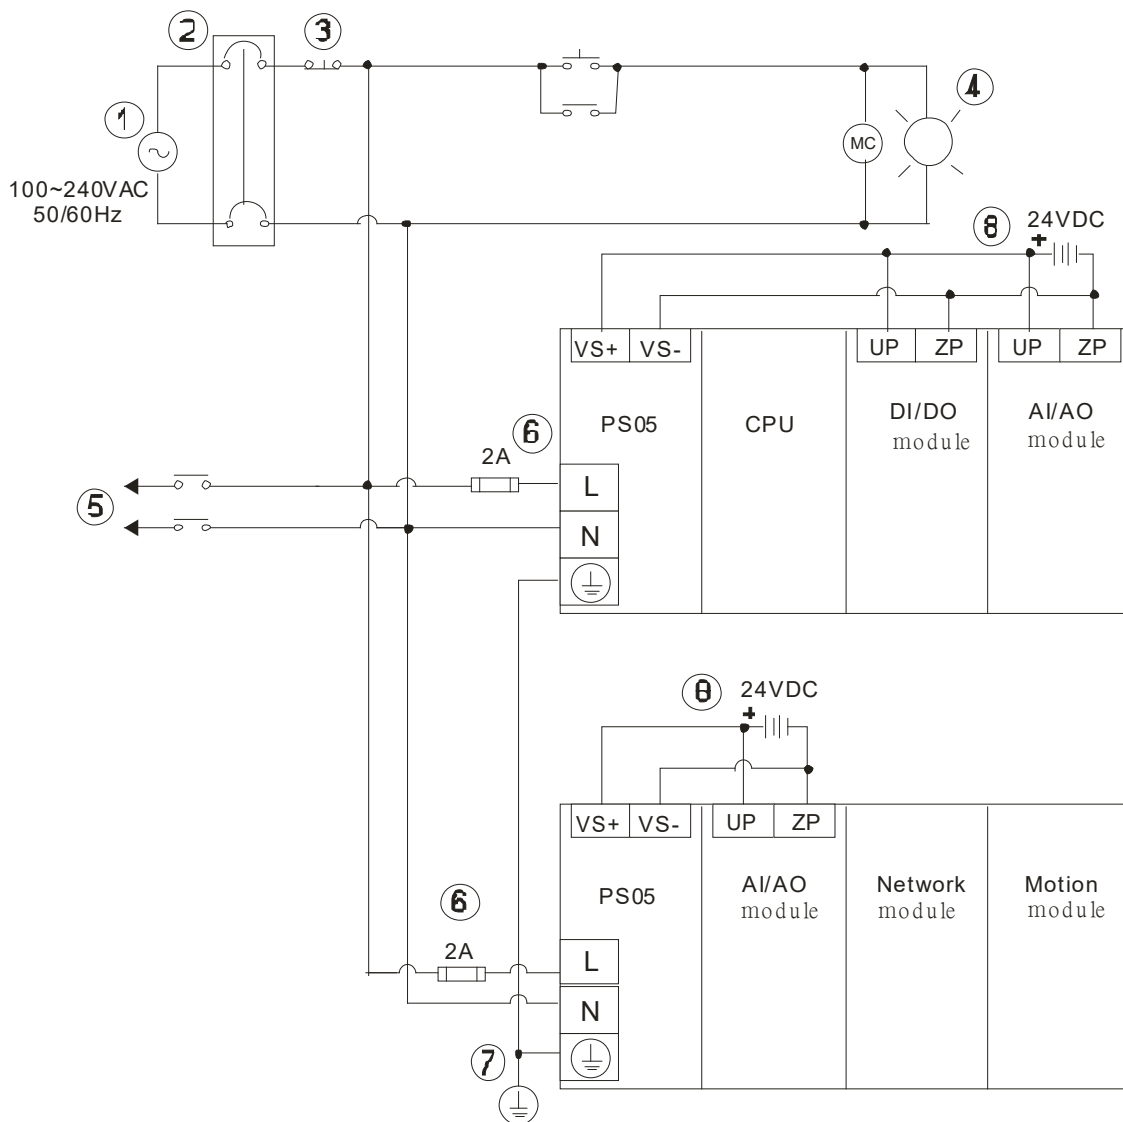 2
3
1
4
MC
100~240VAC
50/60Hz
8
24VDC
+
VS+ VS- UP ZP UP ZP
PS05 CPU DI/DO module AI/AO module
6
2A
L
5
N
8
24VDC
+
VS+ VS- UP ZP
PS05 AI/AO module Network module Motion module
6
2A
L
N
7